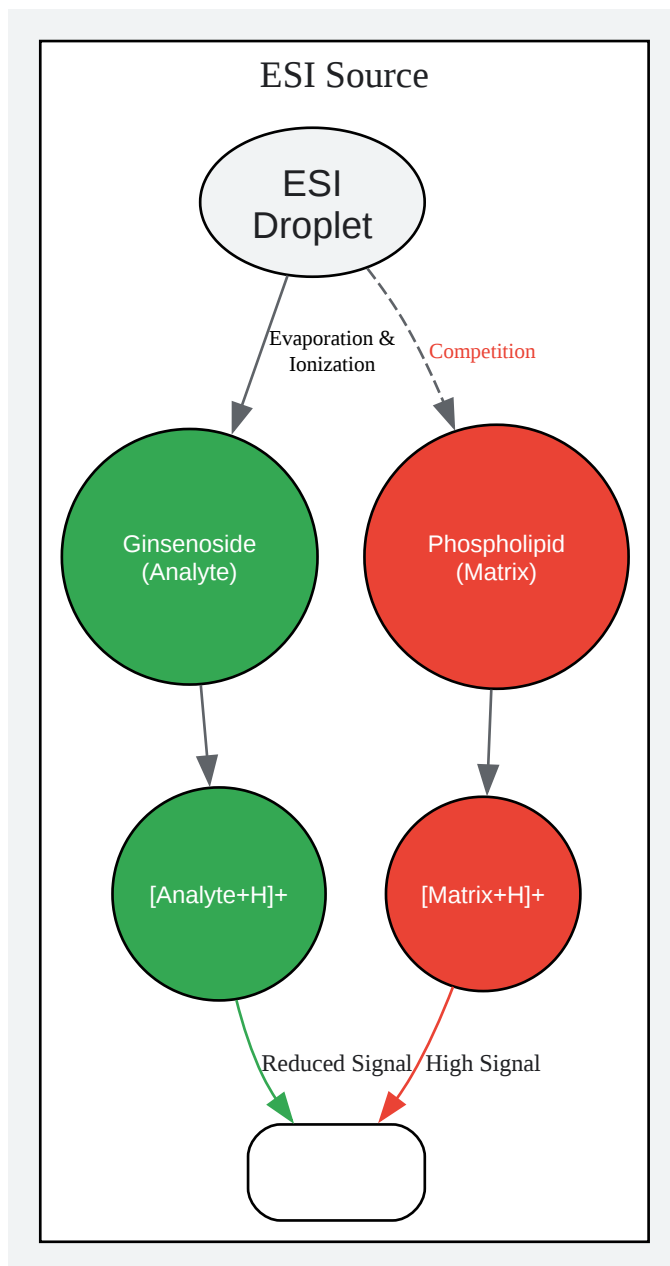 ESI Source
ESI
Droplet
Evaporation &
Ionization
Competition
Ginsenoside
(Analyte)
Phospholipid
(Matrix)
[Analyte+H]+
[Matrix+H]+
Reduced Signal
High Signal